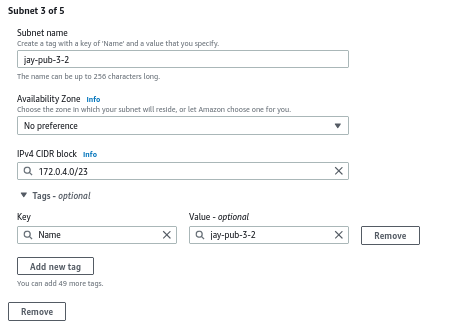 Subnet 3 of 5
Subnet name
Create a tag with a key of 'Name' and a value that you specify.
jay-pub-3-2
The name can be up to 256 characters long.
Availability Zone Info
Choose the zone in which your subnet will reside, or let Amazon choose one for you.
No preference
IPv4 CIDR block Info
172.0.4.0/23
Tags - optional
Key Value - optional
Name jay-pub-3-2 Remove
Add new tag
You can add 49 more tags.
Remove